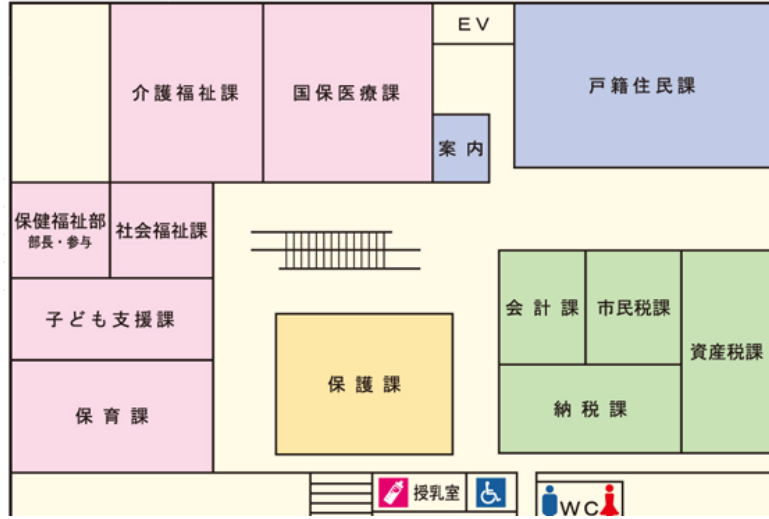 EV
介護福祉課
国保医療課
戸籍住民課
案内
保健福祉部
部長・参与
社会福祉課
子ども支援課
会計課
市民税課
資産税課
保護課
保育課
納税課
授乳室
WC